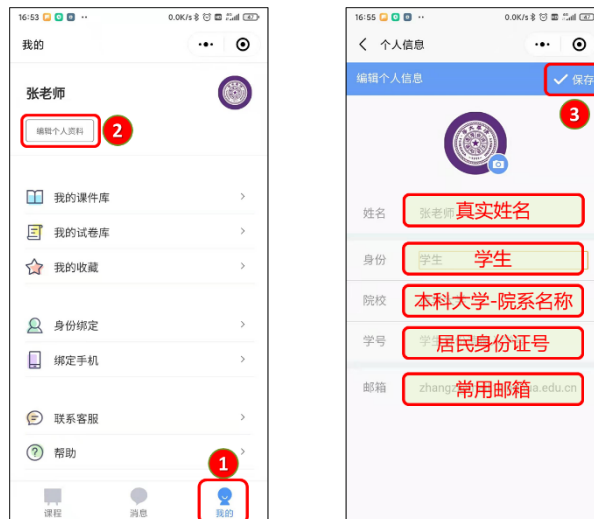 16:53
0.0K/s
47
我的
张老师
编辑个人资料
2
我的课件库
我的试卷库
我的收藏
身份绑定
绑定手机
联系客服
帮助
1
课程
消息
我的
16:55
0.0K/s
47
个人信息
编辑个人信息
保存
3
姓名
张老师
真实姓名
身份
学生
学生
院校
本科大学-院系名称
学号
居民身份证号
邮箱
常用邮箱
a.edu.cn